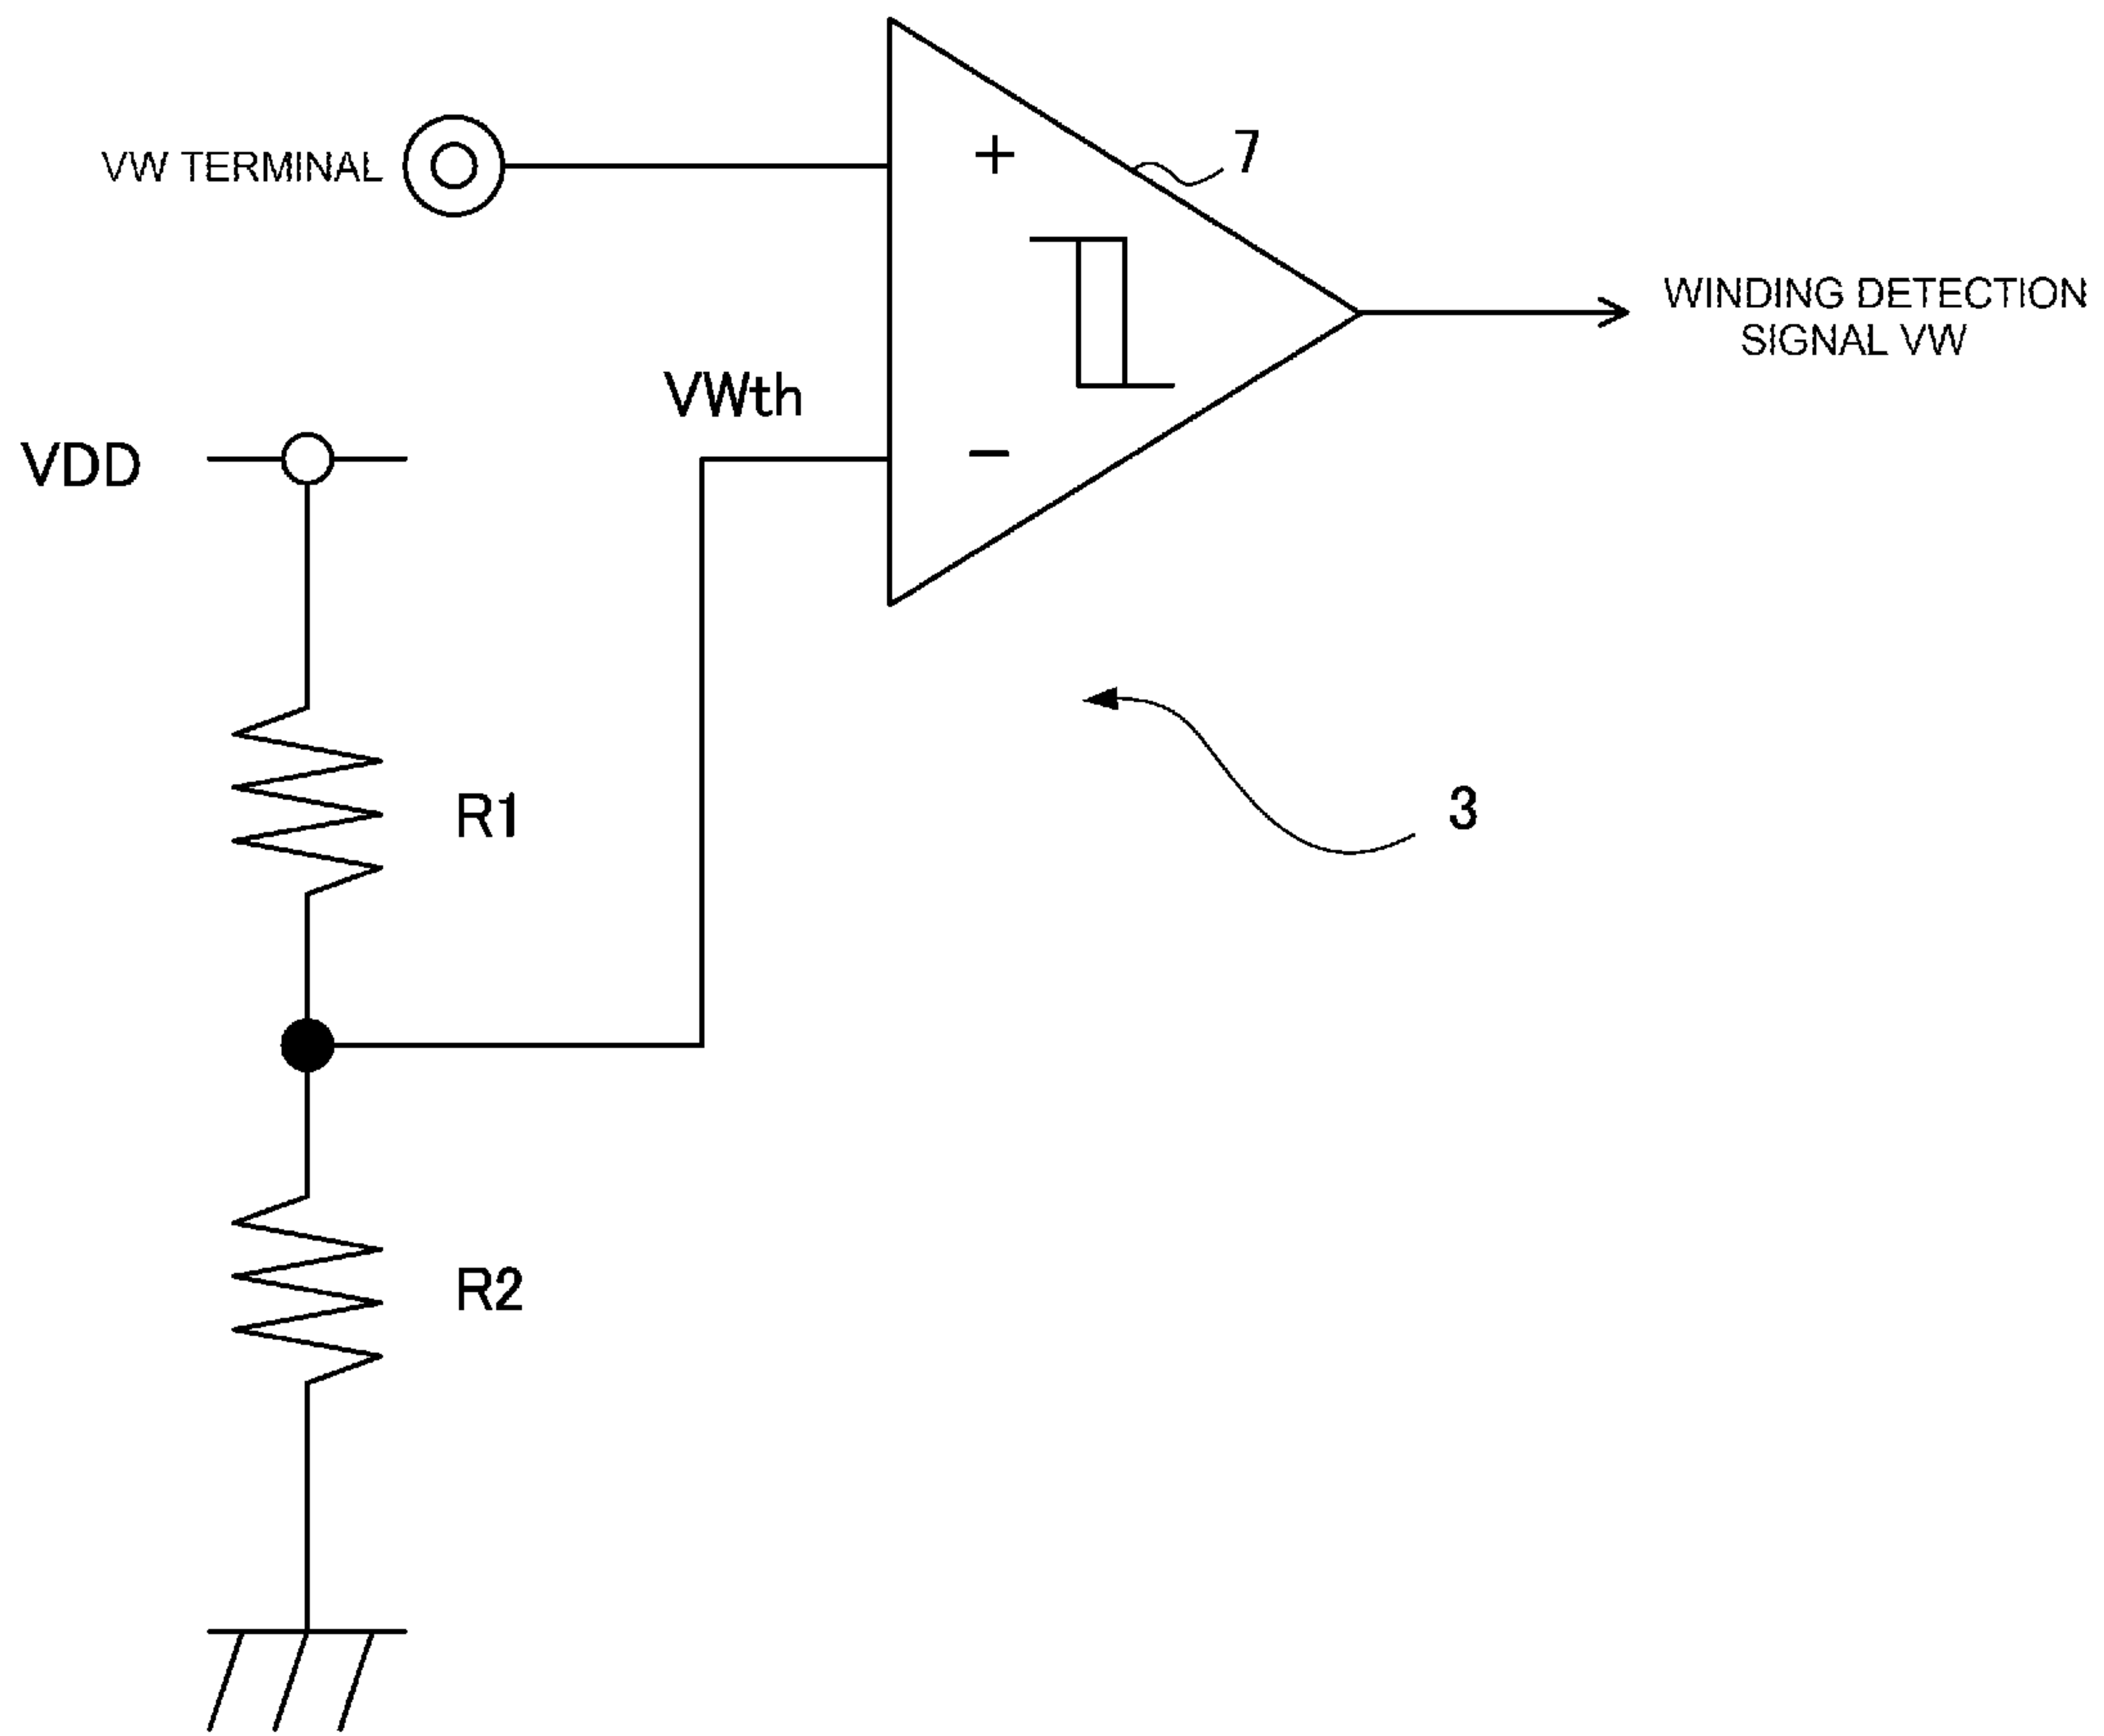 7
VW TERMINAL
+
WINDING DETECTION
SIGNAL VW
VWth
VDD
−
R1
3
R2